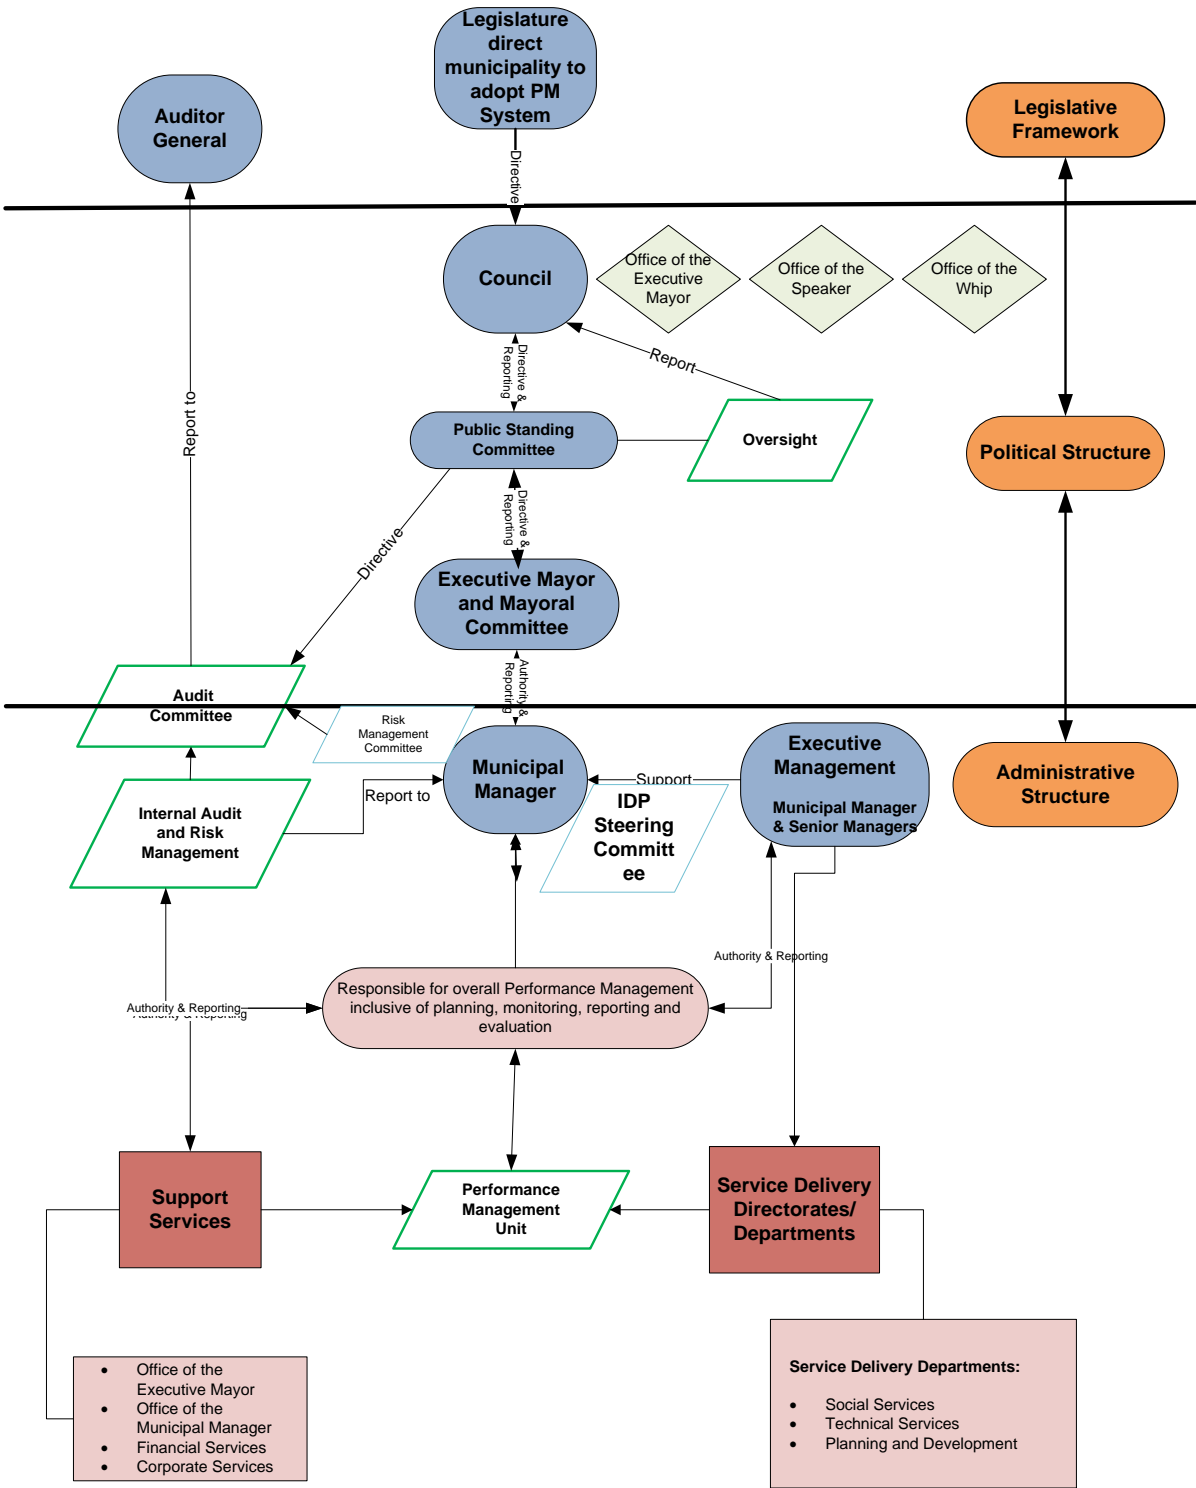 Legislature
direct
municipality to
adopt PM
System
Auditor
General
Legislative
Framework
Directive
Council
Office of the
Executive
Mayor
Office of the
Speaker
Office of the
Whip
Directive &
Reporting
Report
Report to
Public Standing
Committee
Oversight
Political Structure
Directive &
Reporting
Directive
Executive Mayor
and Mayoral
Committee
Authority &
Reporting
Audit
Committee
Risk
Management
Committee
Municipal
Manager
Support
Executive
Management
Municipal Manager
& Senior Managers
Administrative
Structure
Report to
IDP
Steering
Committ
ee
Internal Audit
and Risk
Management
Authority & Reporting
Responsible for overall Performance Management
inclusive of planning, monitoring, reporting and
evaluation
Authority & Reporting
Authority & Reporting
Support
Services
Performance
Management
Unit
Service Delivery
Directorates/
Departments
• Office of the
Executive Mayor
• Office of the
Municipal Manager
• Financial Services
• Corporate Services
Service Delivery Departments:
• Social Services
• Technical Services
• Planning and Development